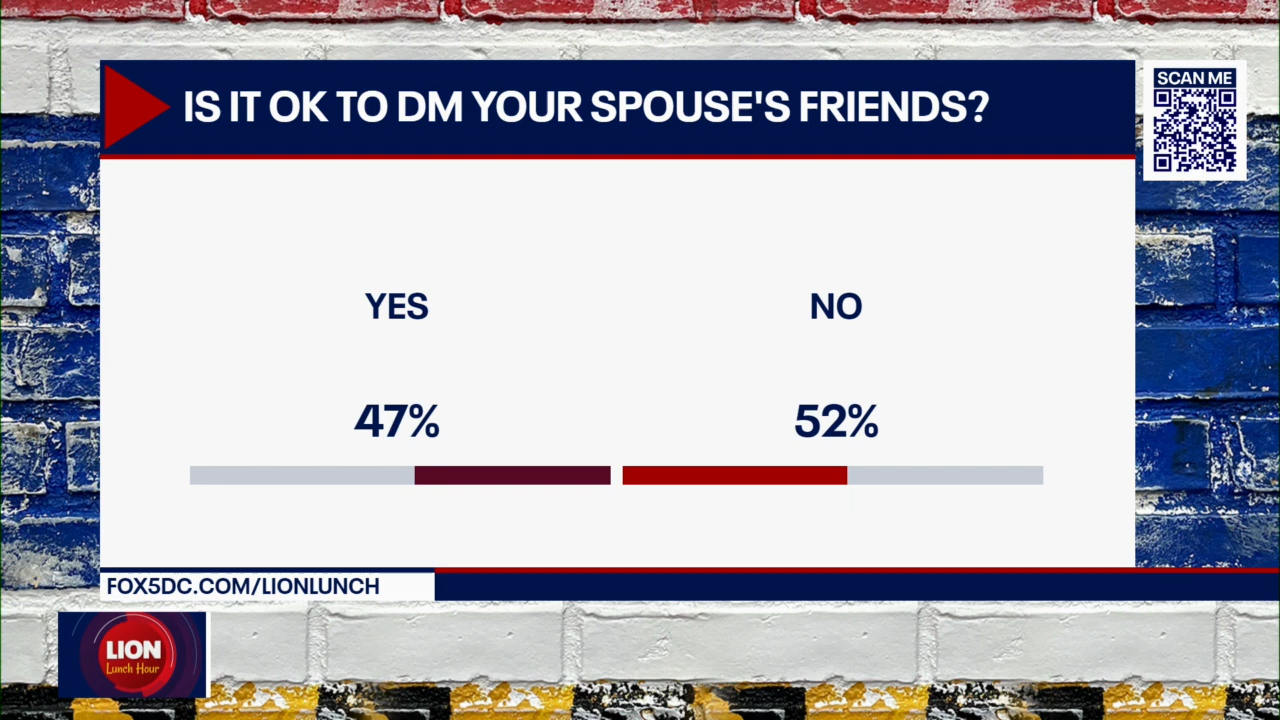 IS IT OK TO DM YOUR SPOUSE'S FRIENDS?
SCAN ME
YES
NO
47%
52%
FOX5DC.COM/LIONLUNCH
LION
Lunch Hour